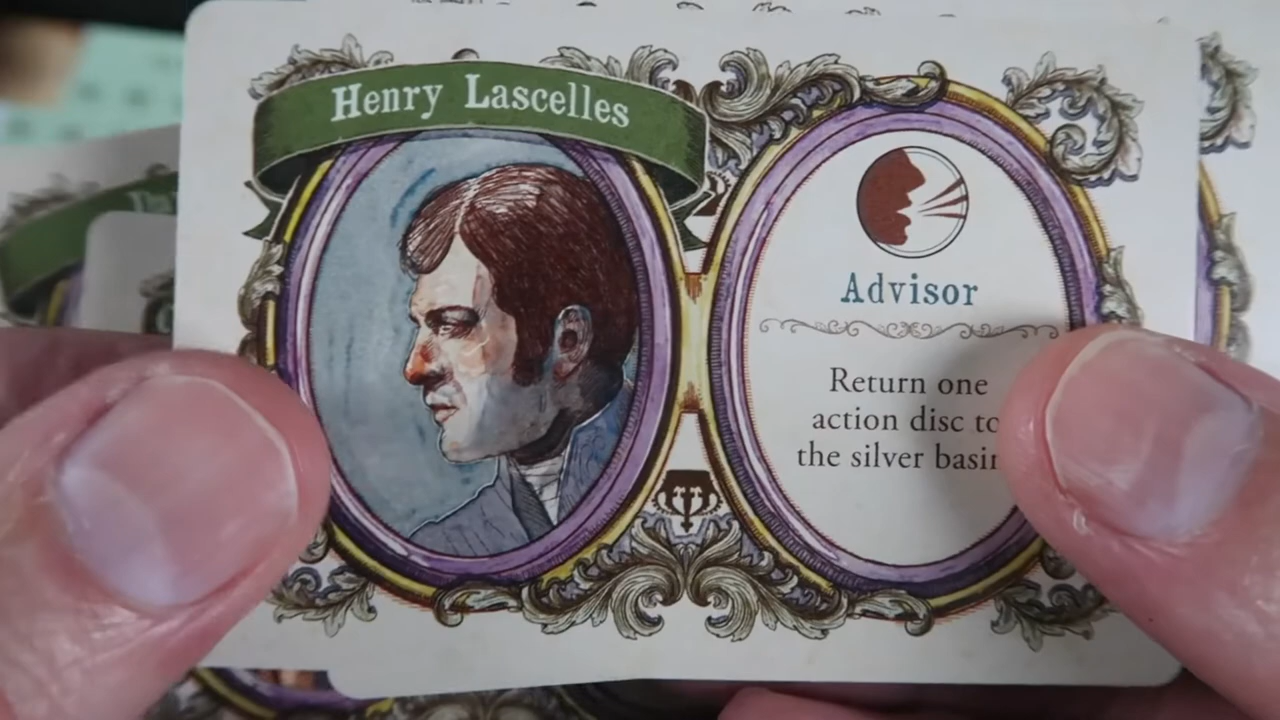 Henry Lascelles
Advisor
Return one
action disc to
the silver basin